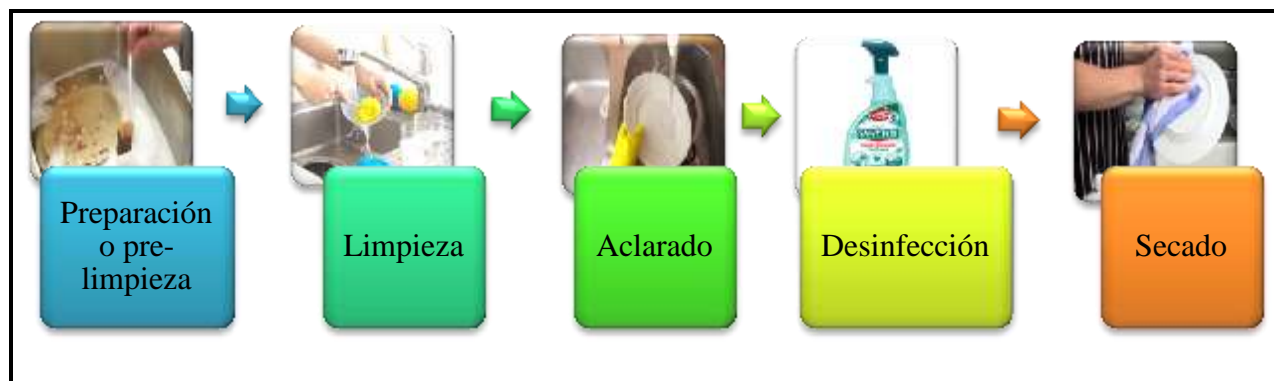 Preparación
o pre-
limpieza
Limpieza
Aclarado
Desinfección
Secado